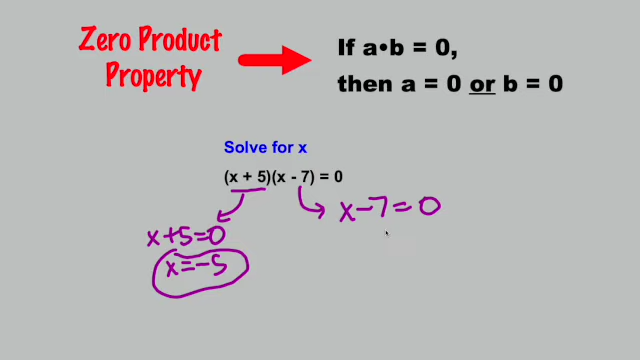 Zero Product
Property
If a•b = 0,
then a = 0 or b = 0
Solve for x
(x + 5)(x - 7) = 0
x-7=0
x+5=0
x=-5